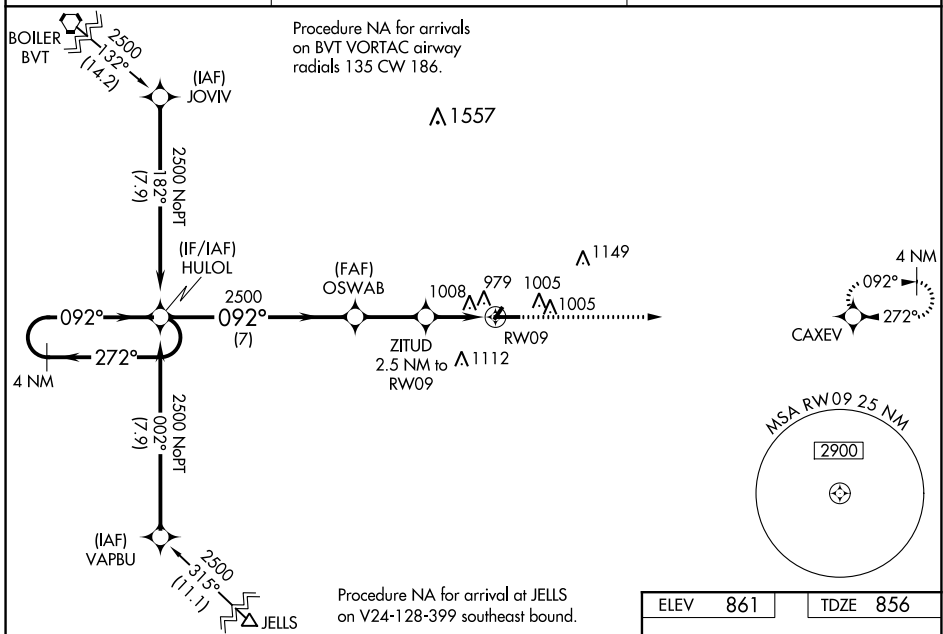 BOILER
BVT
2500
132°
(14.2)
(IAF)
JOVIV
Procedure NA for arrivals
on BVT VORTAC airway
radials 135 CW 186.
1557
2500 NoPT
182°
(7.9)
(IF/IAF)
HULOL
2500
092°
(7)
092°
272°
4 NM
(FAF)
OSWAB
1008
979
1005
1005
1149
ZITUD
2.5 NM to
RW09
1112
RW09
4 NM
092°
272°
CAXEV
2500 NoPT
002°
(7.9)
(IAF)
VAPBU
2500
315°
(11.1)
JELLS
MSA RW09 25 NM
2900
Procedure NA for arrival at JELLS
on V24-128-399 southeast bound.
ELEV 861
TDZE 856